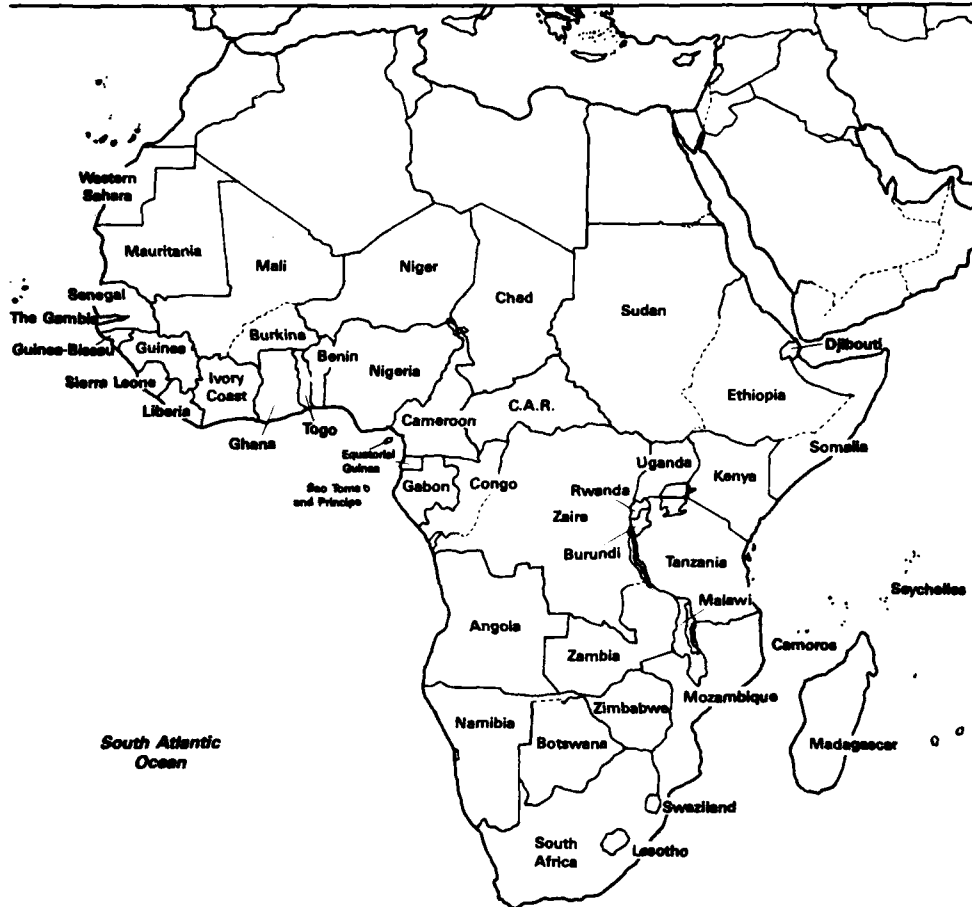 Western
Sahara
Mauritania
Mali
Niger
Chad
Sudan
Senegal
The Gambia
Guinea-Bissau
Guinea
Burkina
Benin
Nigeria
Djibouti
Sierra Leone
Ivory
Coast
Liberia
Ghana
Togo
Cameroon
C.A.R.
Ethiopia
Somalia
Equatorial
Guinea
Sao Tome &
and Principe
Gabon
Congo
Uganda
Kenya
Rwanda
Zaire
Burundi
Tanzania
Seychelles
Malawi
Angola
Zambia
Comoros
Mozambique
Zimbabwe
Namibia
Botswana
Madagascar
South Atlantic
Ocean
Swaziland
South
Africa
Lesotho